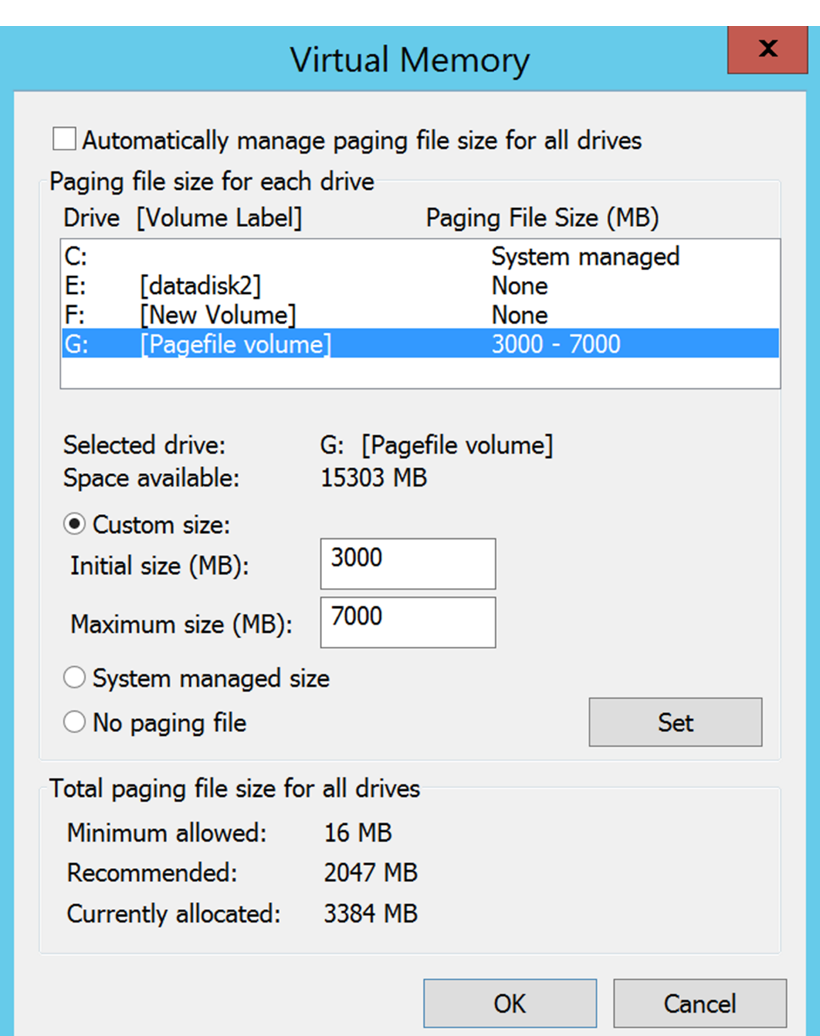 Virtual Memory
x
Automatically manage paging file size for all drives
Paging file size for each drive
Drive [Volume Label] Paging File Size (MB)
C: System managed
E: [datadisk2] None
F: [New Volume] None
G: [Pagefile volume] 3000 - 7000
Selected drive: G: [Pagefile volume]
Space available: 15303 MB
Custom size:
Initial size (MB): 3000
Maximum size (MB): 7000
System managed size
No paging file Set
Total paging file size for all drives
Minimum allowed: 16 MB
Recommended: 2047 MB
Currently allocated: 3384 MB
OK Cancel